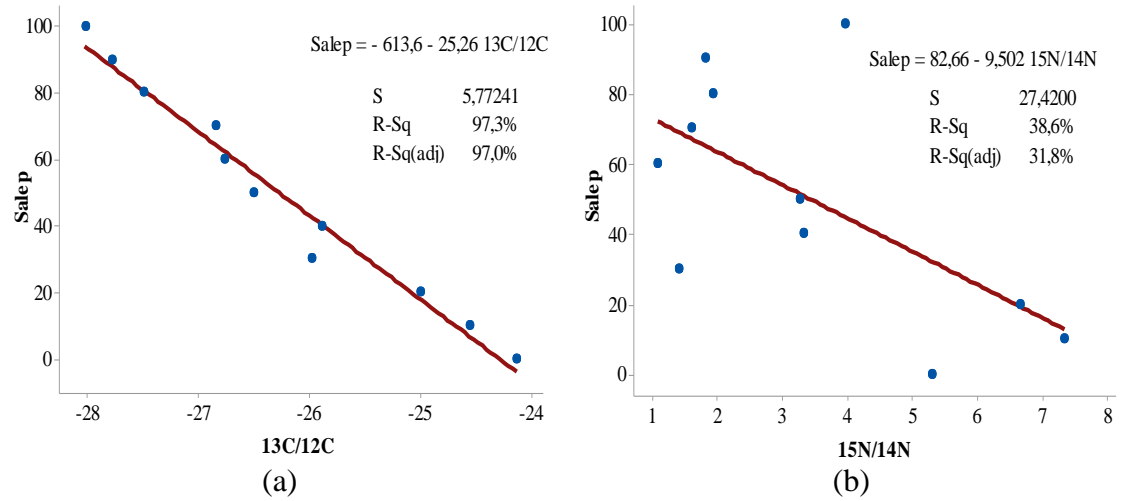 Salep = - 613,6 - 25,26 13C/12C
S 5,77241
R-Sq 97,3%
R-Sq(adj) 97,0%
100
80
60
40
20
0
Salep
-28 -27 -26 -25 -24
13C/12C
(a)
Salep = 82,66 - 9,502 15N/14N
S 27,4200
R-Sq 38,6%
R-Sq(adj) 31,8%
100
80
60
40
20
0
Salep
1 2 3 4 5 6 7 8
15N/14N
(b)